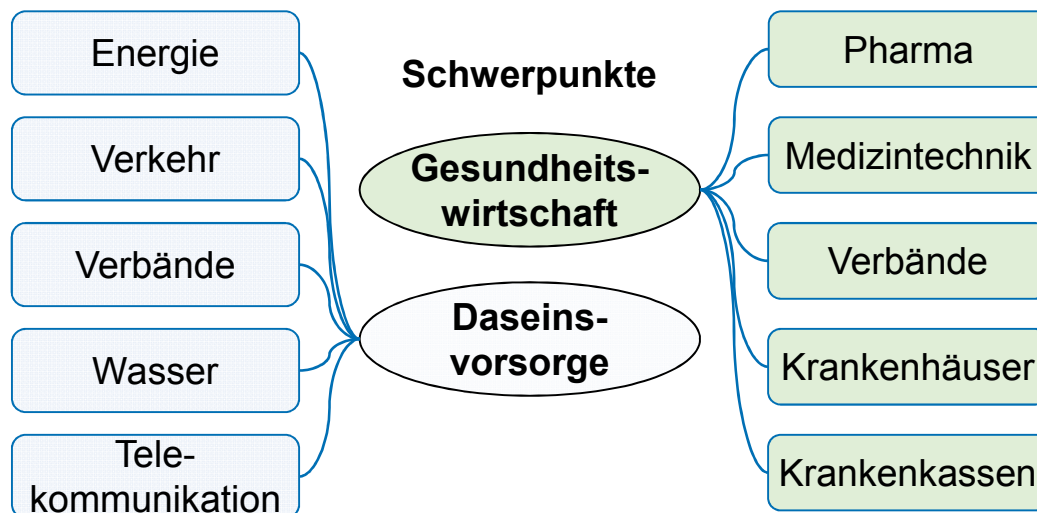 Energie
Verkehr
Verbände
Wasser
Tele-
kommunikation
Schwerpunkte
Gesundheits-
wirtschaft
Daseins-
vorsorge
Pharma
Medizintechnik
Verbände
Krankenhäuser
Krankenkassen